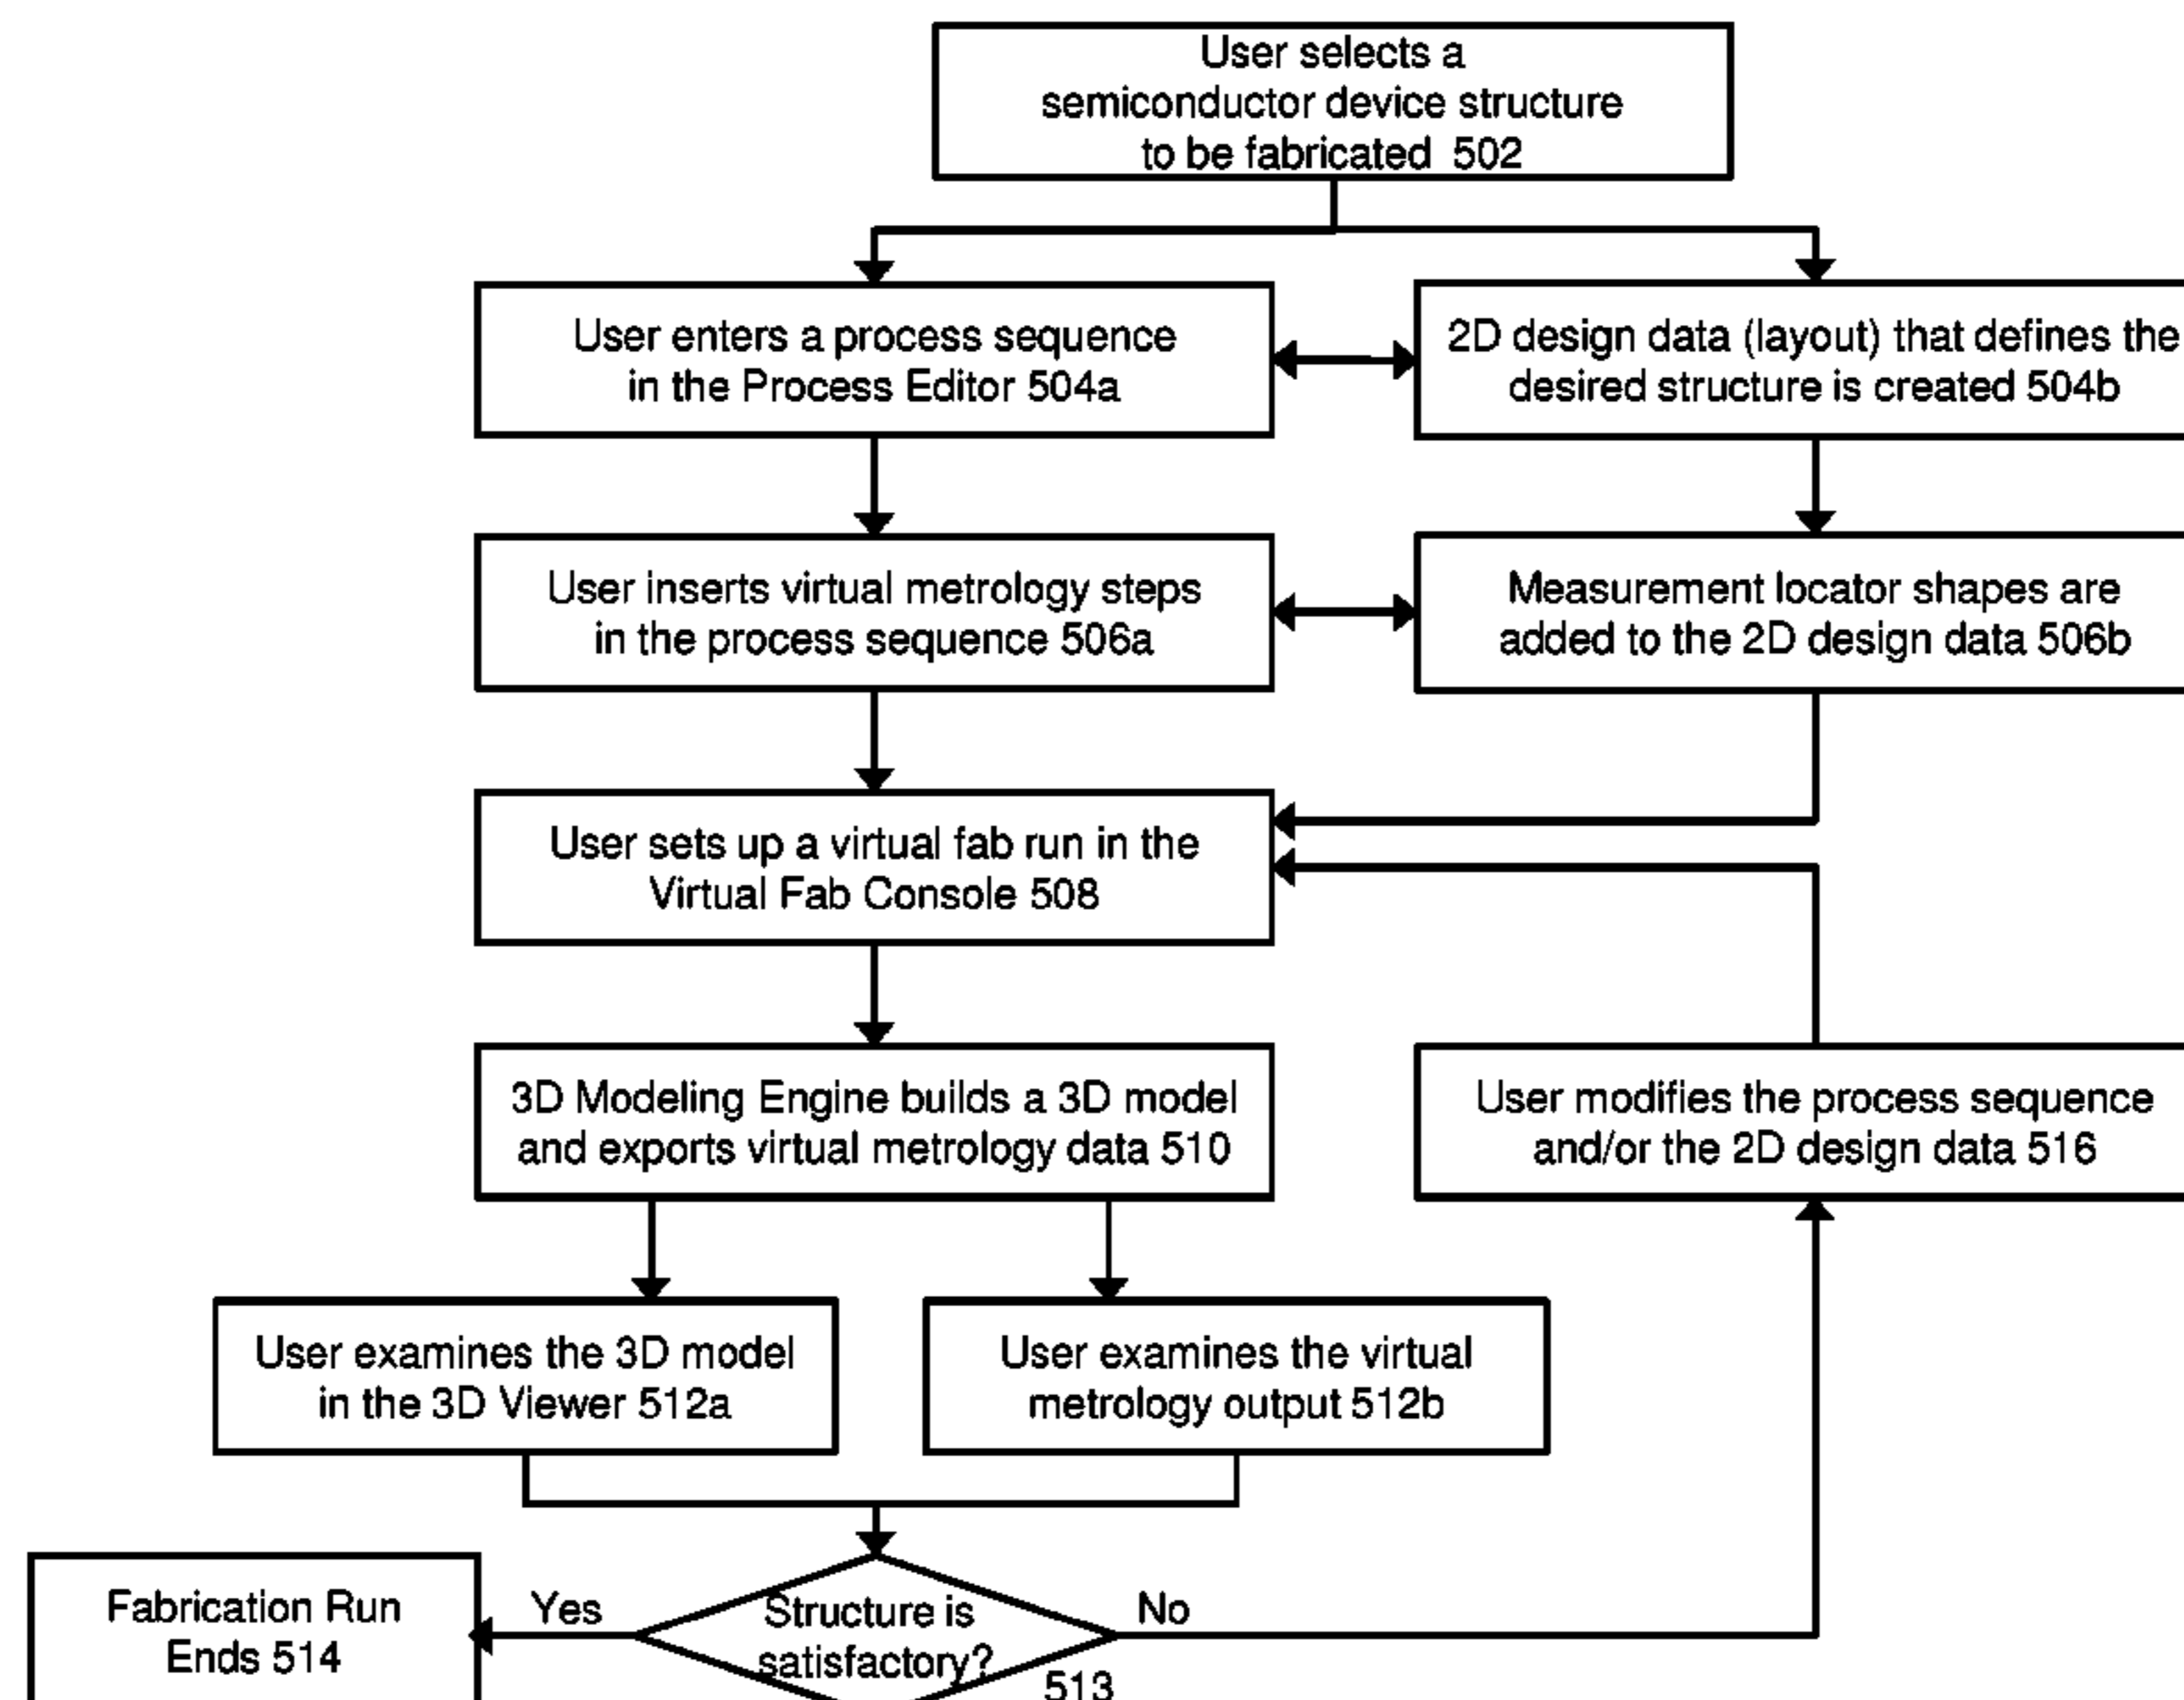 User selects a
semiconductor device structure
to be fabricated 502
User enters a process sequence
in the Process Editor 504a
2D design data (layout) that defines the
desired structure is created 504b
User inserts virtual metrology steps
in the process sequence 506a
Measurement locator shapes are
added to the 2D design data 506b
User sets up a virtual fab run in the
Virtual Fab Console 508
3D Modeling Engine builds a 3D model
and exports virtual metrology data 510
User modifies the process sequence
and/or the 2D design data 516
User examines the 3D model
in the 3D Viewer 512a
User examines the virtual
metrology output 512b
Fabrication Run
Ends 514
Yes
Structure is
satisfactory?
No
513